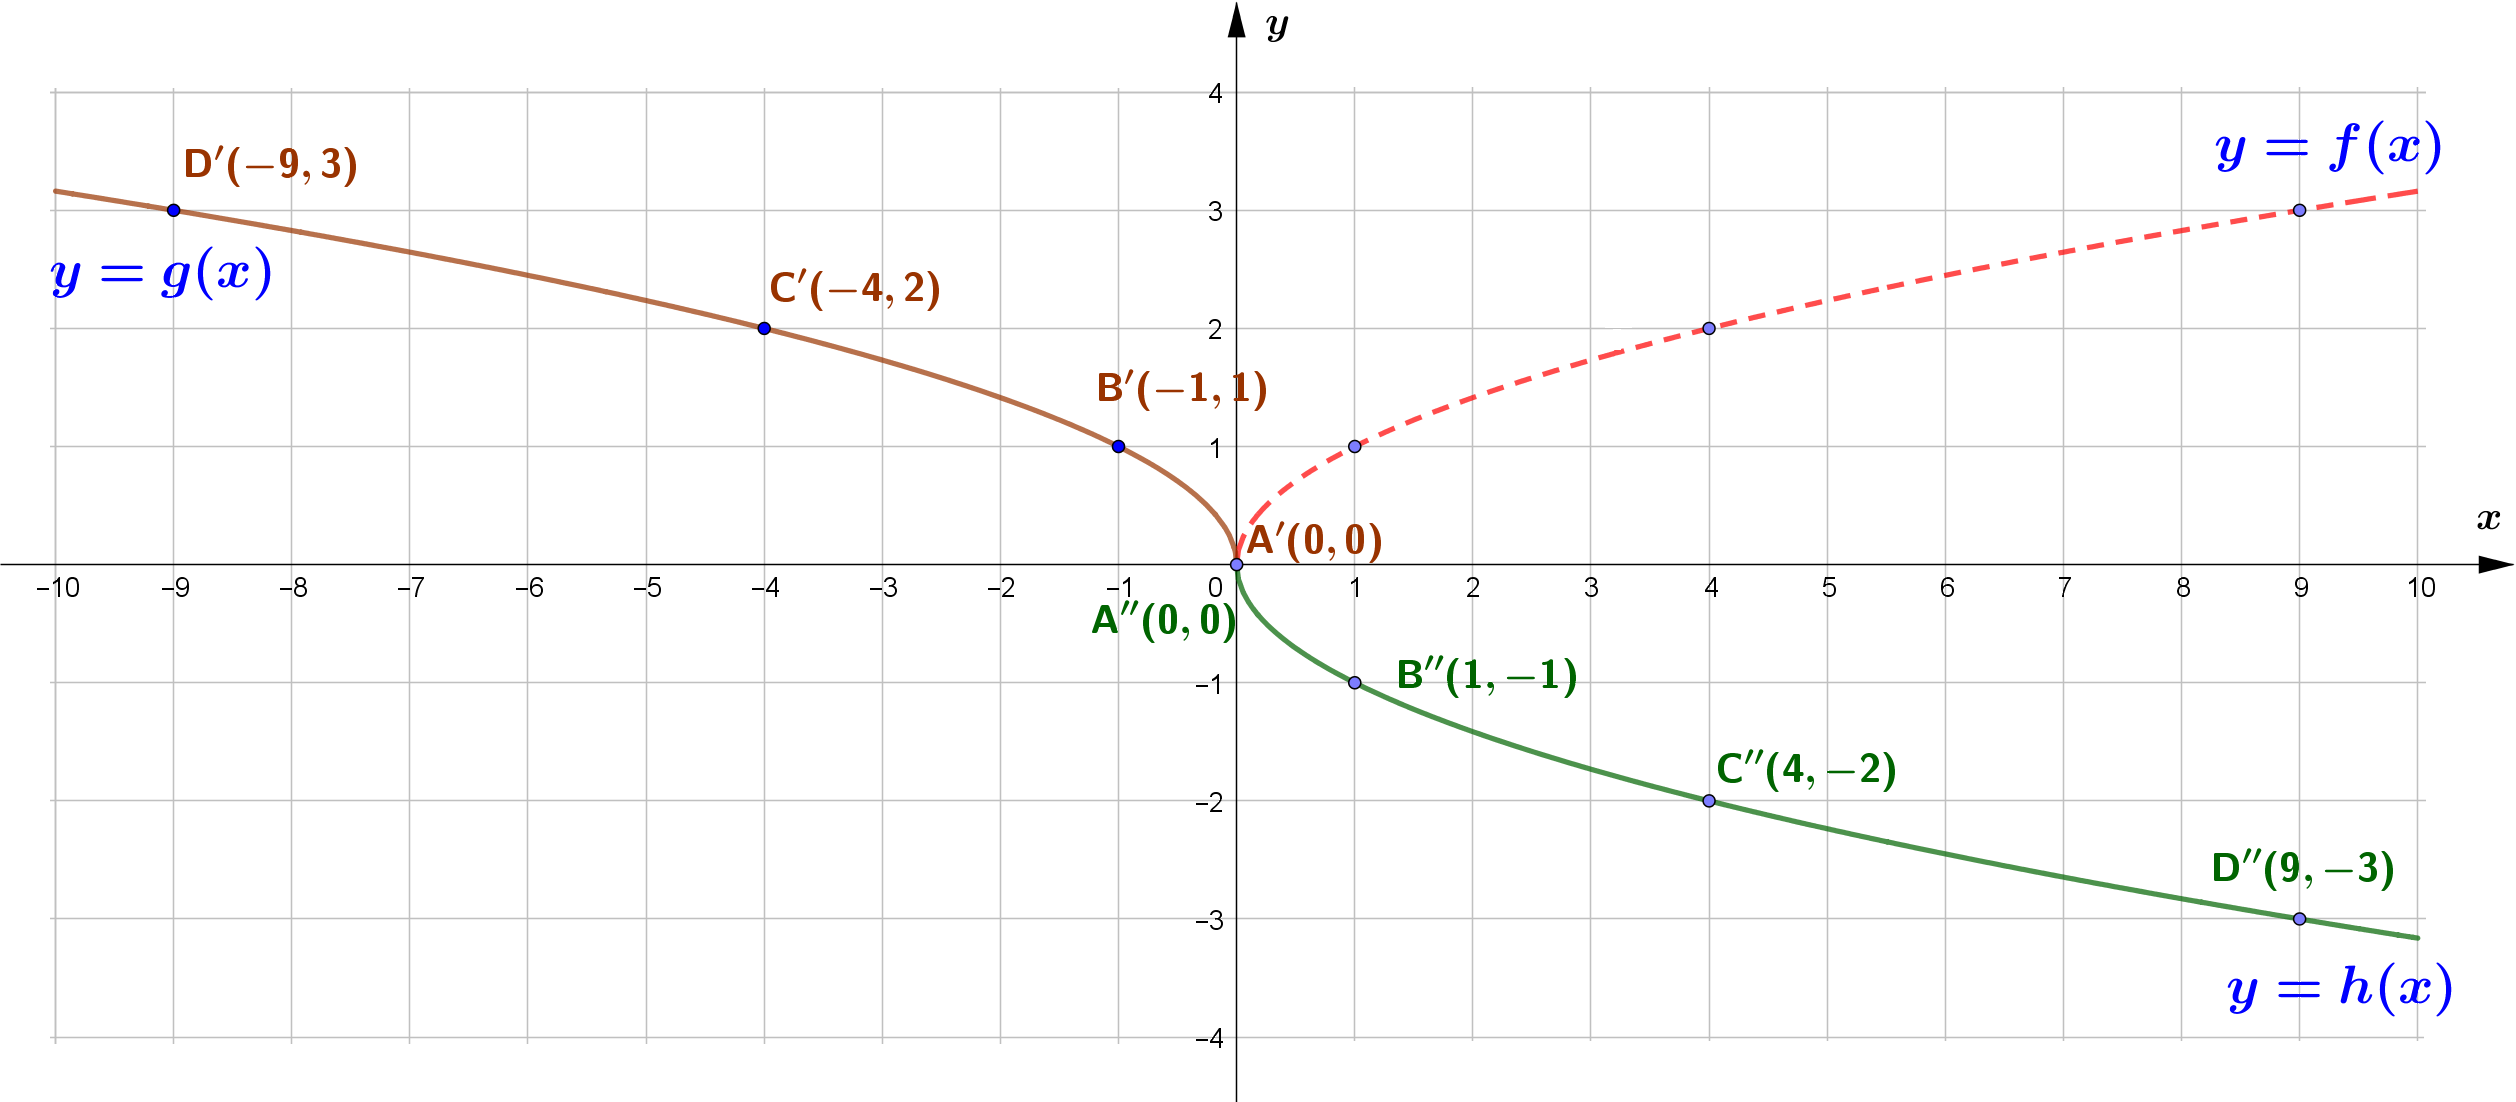 y
4
y = f(x)
D′(−9, 3)
3
y = g(x)
C′(−4, 2)
2
B′(−1, 1)
1
x
A′(0, 0)
−10 −9 −8 −7 −6 −5 −4 −3 −2 −1 0 1 2 3 4 5 6 7 8 9 10
A″(0, 0)
B″(1, −1)
−1
C″(4, −2)
−2
D″(9, −3)
−3
y = h(x)
−4